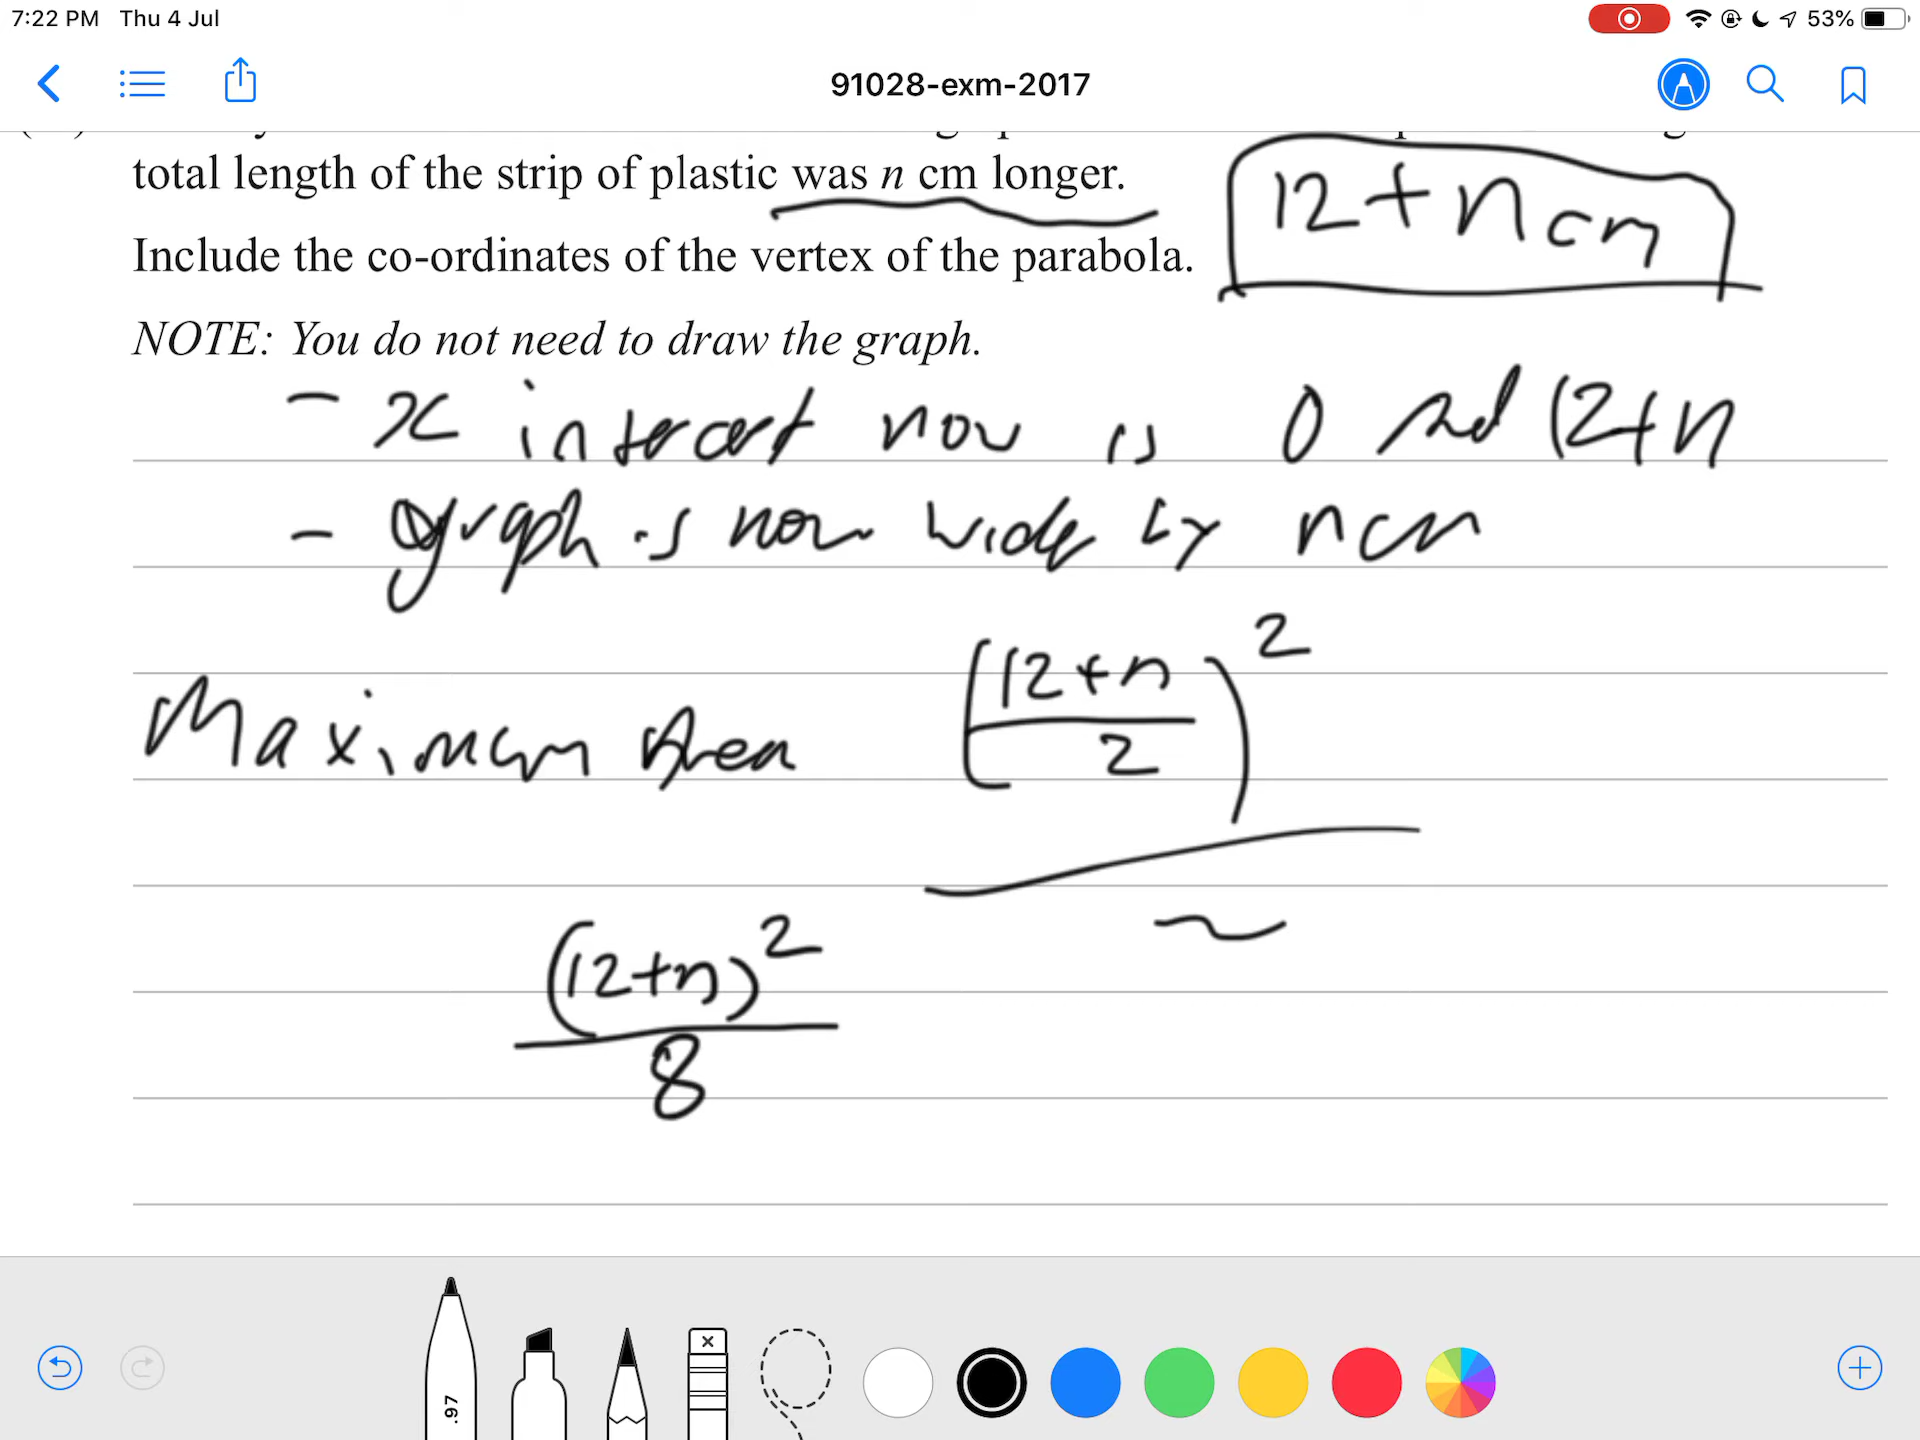 7:22 PM Thu 4 Jul 53%
91028-exm-2017
total length of the strip of plastic was n cm longer.
12+n cm
Include the co-ordinates of the vertex of the parabola.
NOTE: You do not need to draw the graph.
- x intercept now is 0 and 12+n
- graph is now wider by n cm
Maximum Area ((12+n)/2)^2 / 2
(12+n)^2 / 8
.97